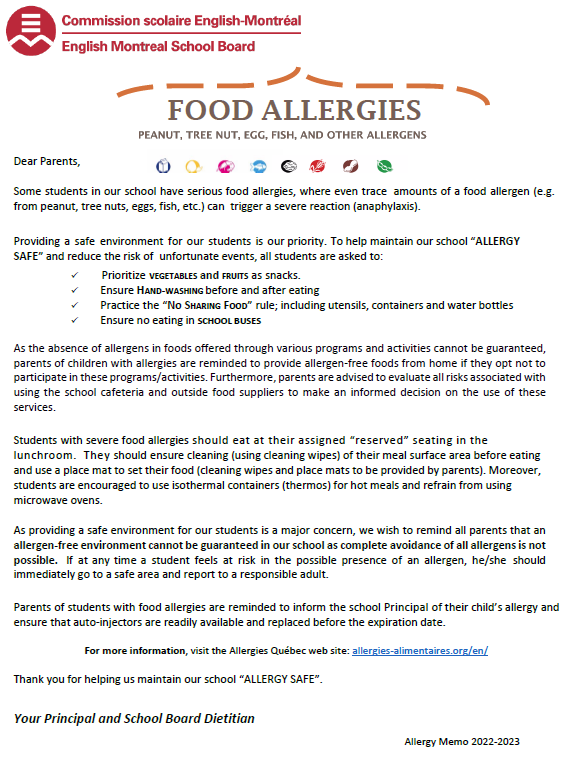 Commission scolaire English-Montréal
English Montreal School Board
FOOD ALLERGIES
PEANUT, TREE NUT, EGG, FISH, AND OTHER ALLERGENS
Dear Parents,
Some students in our school have serious food allergies, where even trace amounts of a food allergen (e.g.
from peanut, tree nuts, eggs, fish, etc.) can trigger a severe reaction (anaphylaxis).
Providing a safe environment for our students is our priority. To help maintain our school “ALLERGY
SAFE” and reduce the risk of unfortunate events, all students are asked to:
✓ Prioritize VEGETABLES and FRUITS as snacks.
✓ Ensure HAND-WASHING before and after eating
✓ Practice the “NO SHARING FOOD” rule; including utensils, containers and water bottles
✓ Ensure no eating in SCHOOL BUSES
As the absence of allergens in foods offered through various programs and activities cannot be guaranteed,
parents of children with allergies are reminded to provide allergen-free foods from home if they opt not to
participate in these programs/activities. Furthermore, parents are advised to evaluate all risks associated with
using the school cafeteria and outside food suppliers to make an informed decision on the use of these
services.
Students with severe food allergies should eat at their assigned “reserved” seating in the
lunchroom. They should ensure cleaning (using cleaning wipes) of their meal surface area before eating
and use a place mat to set their food (cleaning wipes and place mats to be provided by parents). Moreover,
students are encouraged to use isothermal containers (thermos) for hot meals and refrain from using
microwave ovens.
As providing a safe environment for our students is a major concern, we wish to remind all parents that an
allergen-free environment cannot be guaranteed in our school as complete avoidance of all allergens is not
possible. If at any time a student feels at risk in the possible presence of an allergen, he/she should
immediately go to a safe area and report to a responsible adult.
Parents of students with food allergies are reminded to inform the school Principal of their child’s allergy and
ensure that auto-injectors are readily available and replaced before the expiration date.
For more information, visit the Allergies Québec web site: allergies-alimentaires.org/en/
Thank you for helping us maintain our school “ALLERGY SAFE”.
Your Principal and School Board Dietitian
Allergy Memo 2022-2023